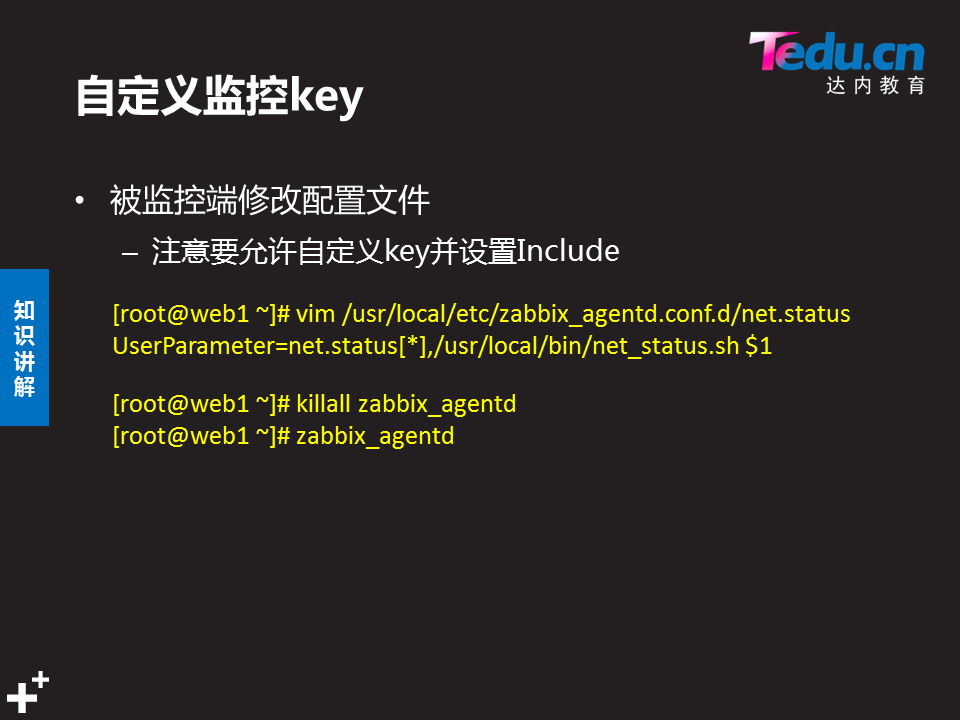 Tedu.cn
达内教育
自定义监控key
• 被监控端修改配置文件
– 注意要允许自定义key并设置Include
知
识
讲
解
[root@web1 ~]# vim /usr/local/etc/zabbix_agentd.conf.d/net.status
UserParameter=net.status[*],/usr/local/bin/net_status.sh $1
[root@web1 ~]# killall zabbix_agentd
[root@web1 ~]# zabbix_agentd